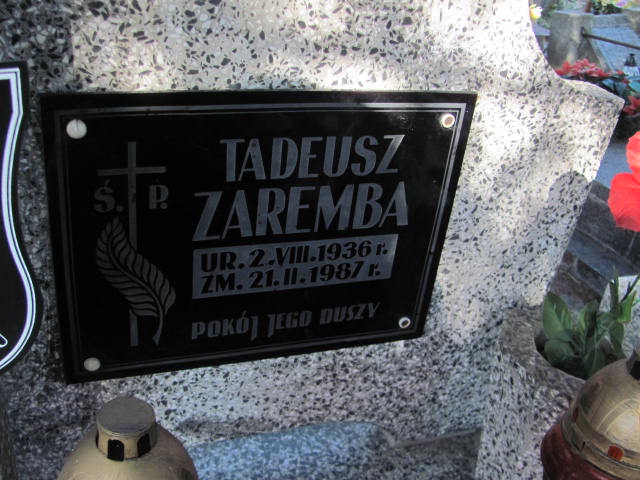 Ś. P.
TADEUSZ
ZAREMBA
UR. 2.VIII.1936 r.
ZM. 21.II.1987 r.
POKÓJ JEGO DUSZY